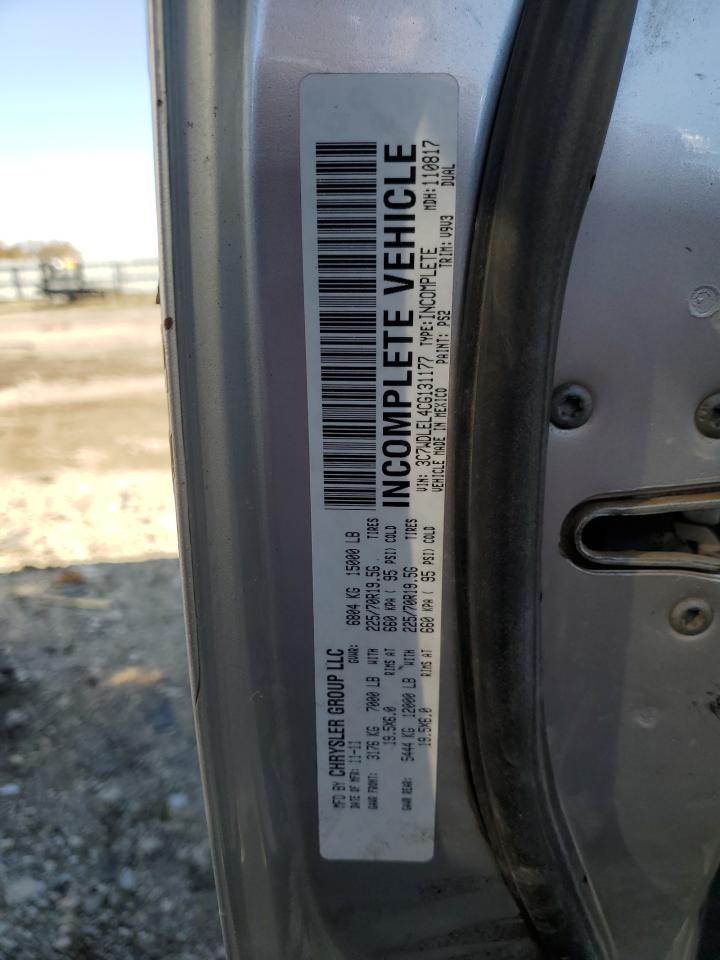 MFD BY CHRYSLER GROUP LLC
DATE OF MFR: 11-11 GVWR: 6804 KG 15000 LB
GAWR FRONT: 3176 KG 7000 LB WITH 225/70R19.5G TIRES
19.5X6.0 RIMS AT 660 KPA ( 95 PSI) COLD
GAWR REAR: 5444 KG 12000 LB WITH 225/70R19.5G TIRES
19.5X6.0 RIMS AT 660 KPA ( 95 PSI) COLD
INCOMPLETE VEHICLE
VIN: 3C7WDLEL4CG131177 TYPE: INCOMPLETE MDH: 110817
VEHICLE MADE IN MEXICO PAINT: PS2 TRIM: V9V3 DUAL